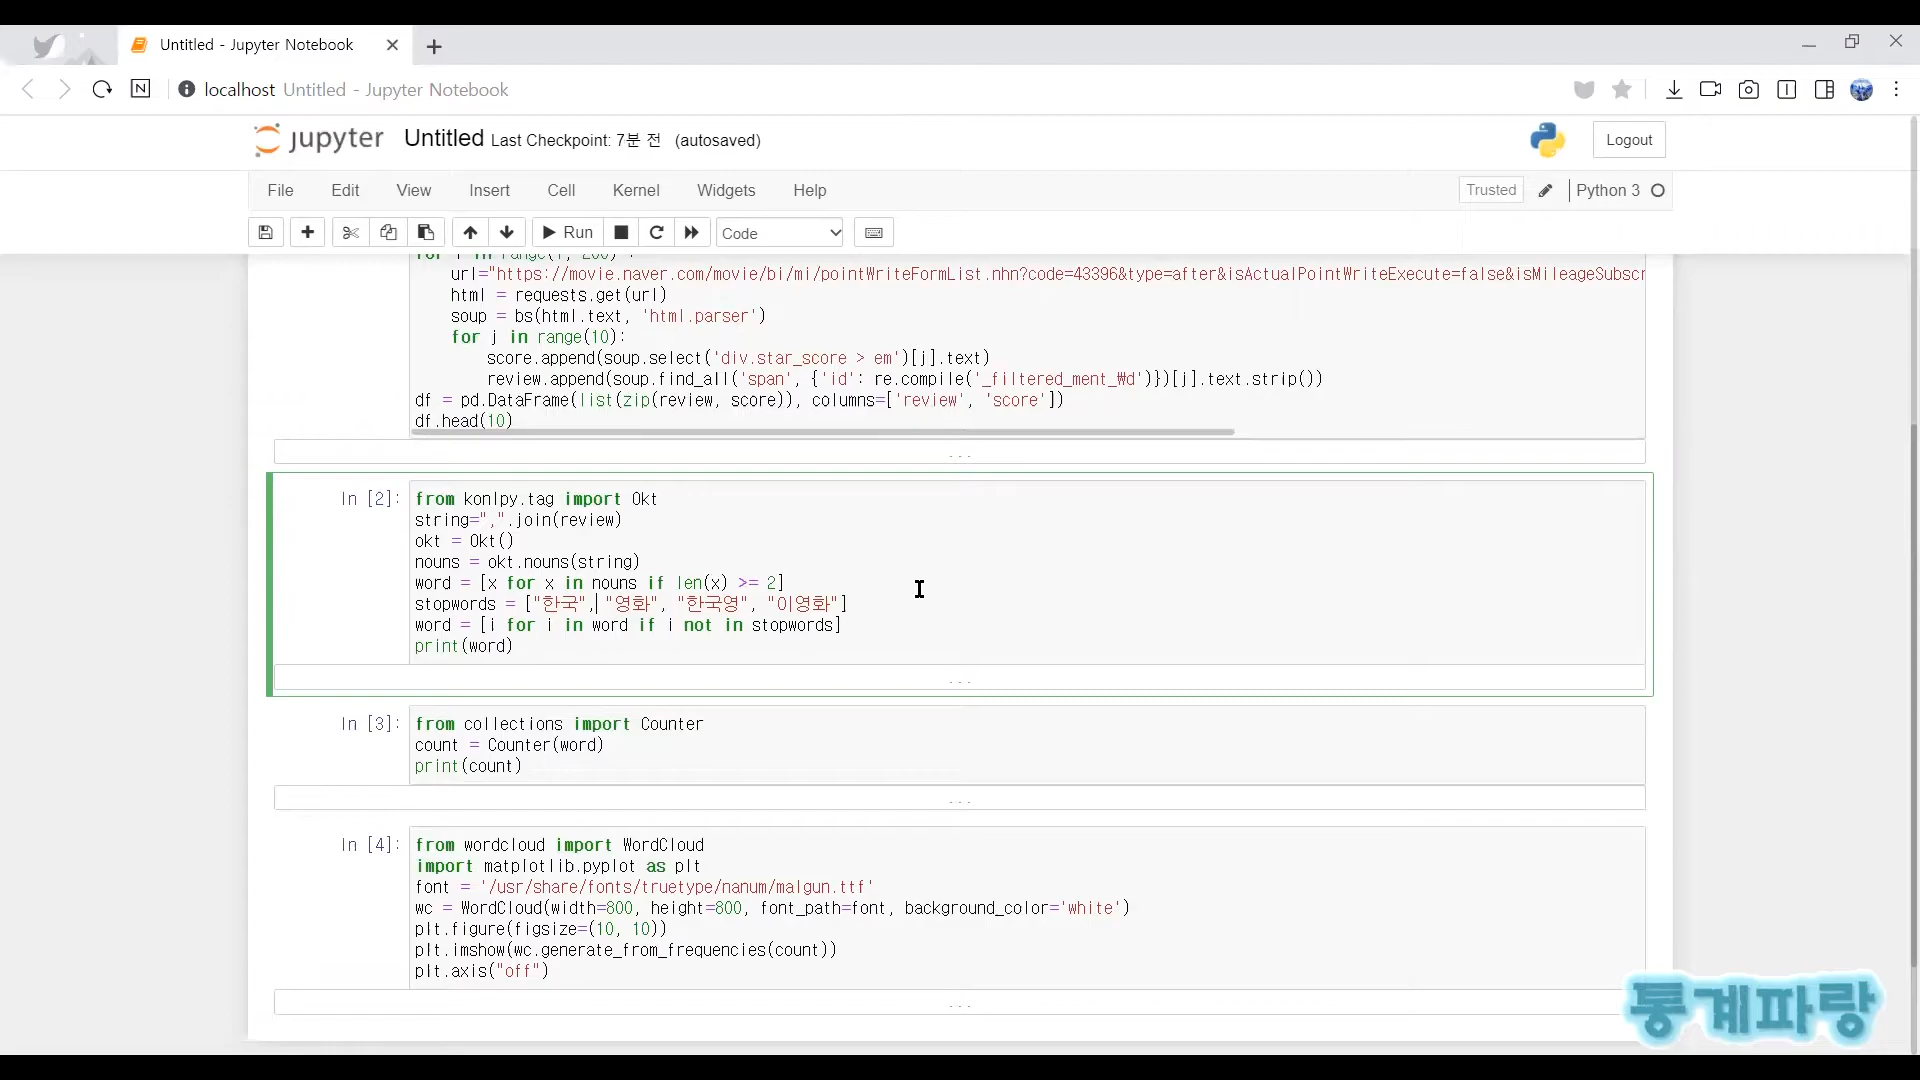 Untitled - Jupyter Notebook
localhost Untitled - Jupyter Notebook
jupyter Untitled Last Checkpoint: 7분 전 (autosaved)
Logout
File Edit View Insert Cell Kernel Widgets Help
Trusted Python 3
Run Code
for i in range(1, 200) :
url="https://movie.naver.com/movie/bi/mi/pointWriteFormList.nhn?code=43396&type=after&isActualPointWriteExecute=false&isMileageSubscr
html = requests.get(url)
soup = bs(html.text, 'html.parser')
for j in range(10):
score.append(soup.select('div.star_score > em')[j].text)
review.append(soup.find_all('span', {'id': re.compile('_filtered_ment_₩d')})[j].text.strip())
df = pd.DataFrame(list(zip(review, score)), columns=['review', 'score'])
df.head(10)
...
In [2]: from konlpy.tag import Okt
string=",".join(review)
okt = Okt()
nouns = okt.nouns(string)
word = [x for x in nouns if len(x) >= 2]
stopwords = ["한국", "영화", "한국영", "이영화"]
word = [i for i in word if i not in stopwords]
print(word)
...
In [3]: from collections import Counter
count = Counter(word)
print(count)
...
In [4]: from wordcloud import WordCloud
import matplotlib.pyplot as plt
font = '/usr/share/fonts/truetype/nanum/malgun.ttf'
wc = WordCloud(width=800, height=800, font_path=font, background_color='white')
plt.figure(figsize=(10, 10))
plt.imshow(wc.generate_from_frequencies(count))
plt.axis("off")
...
통계파랑